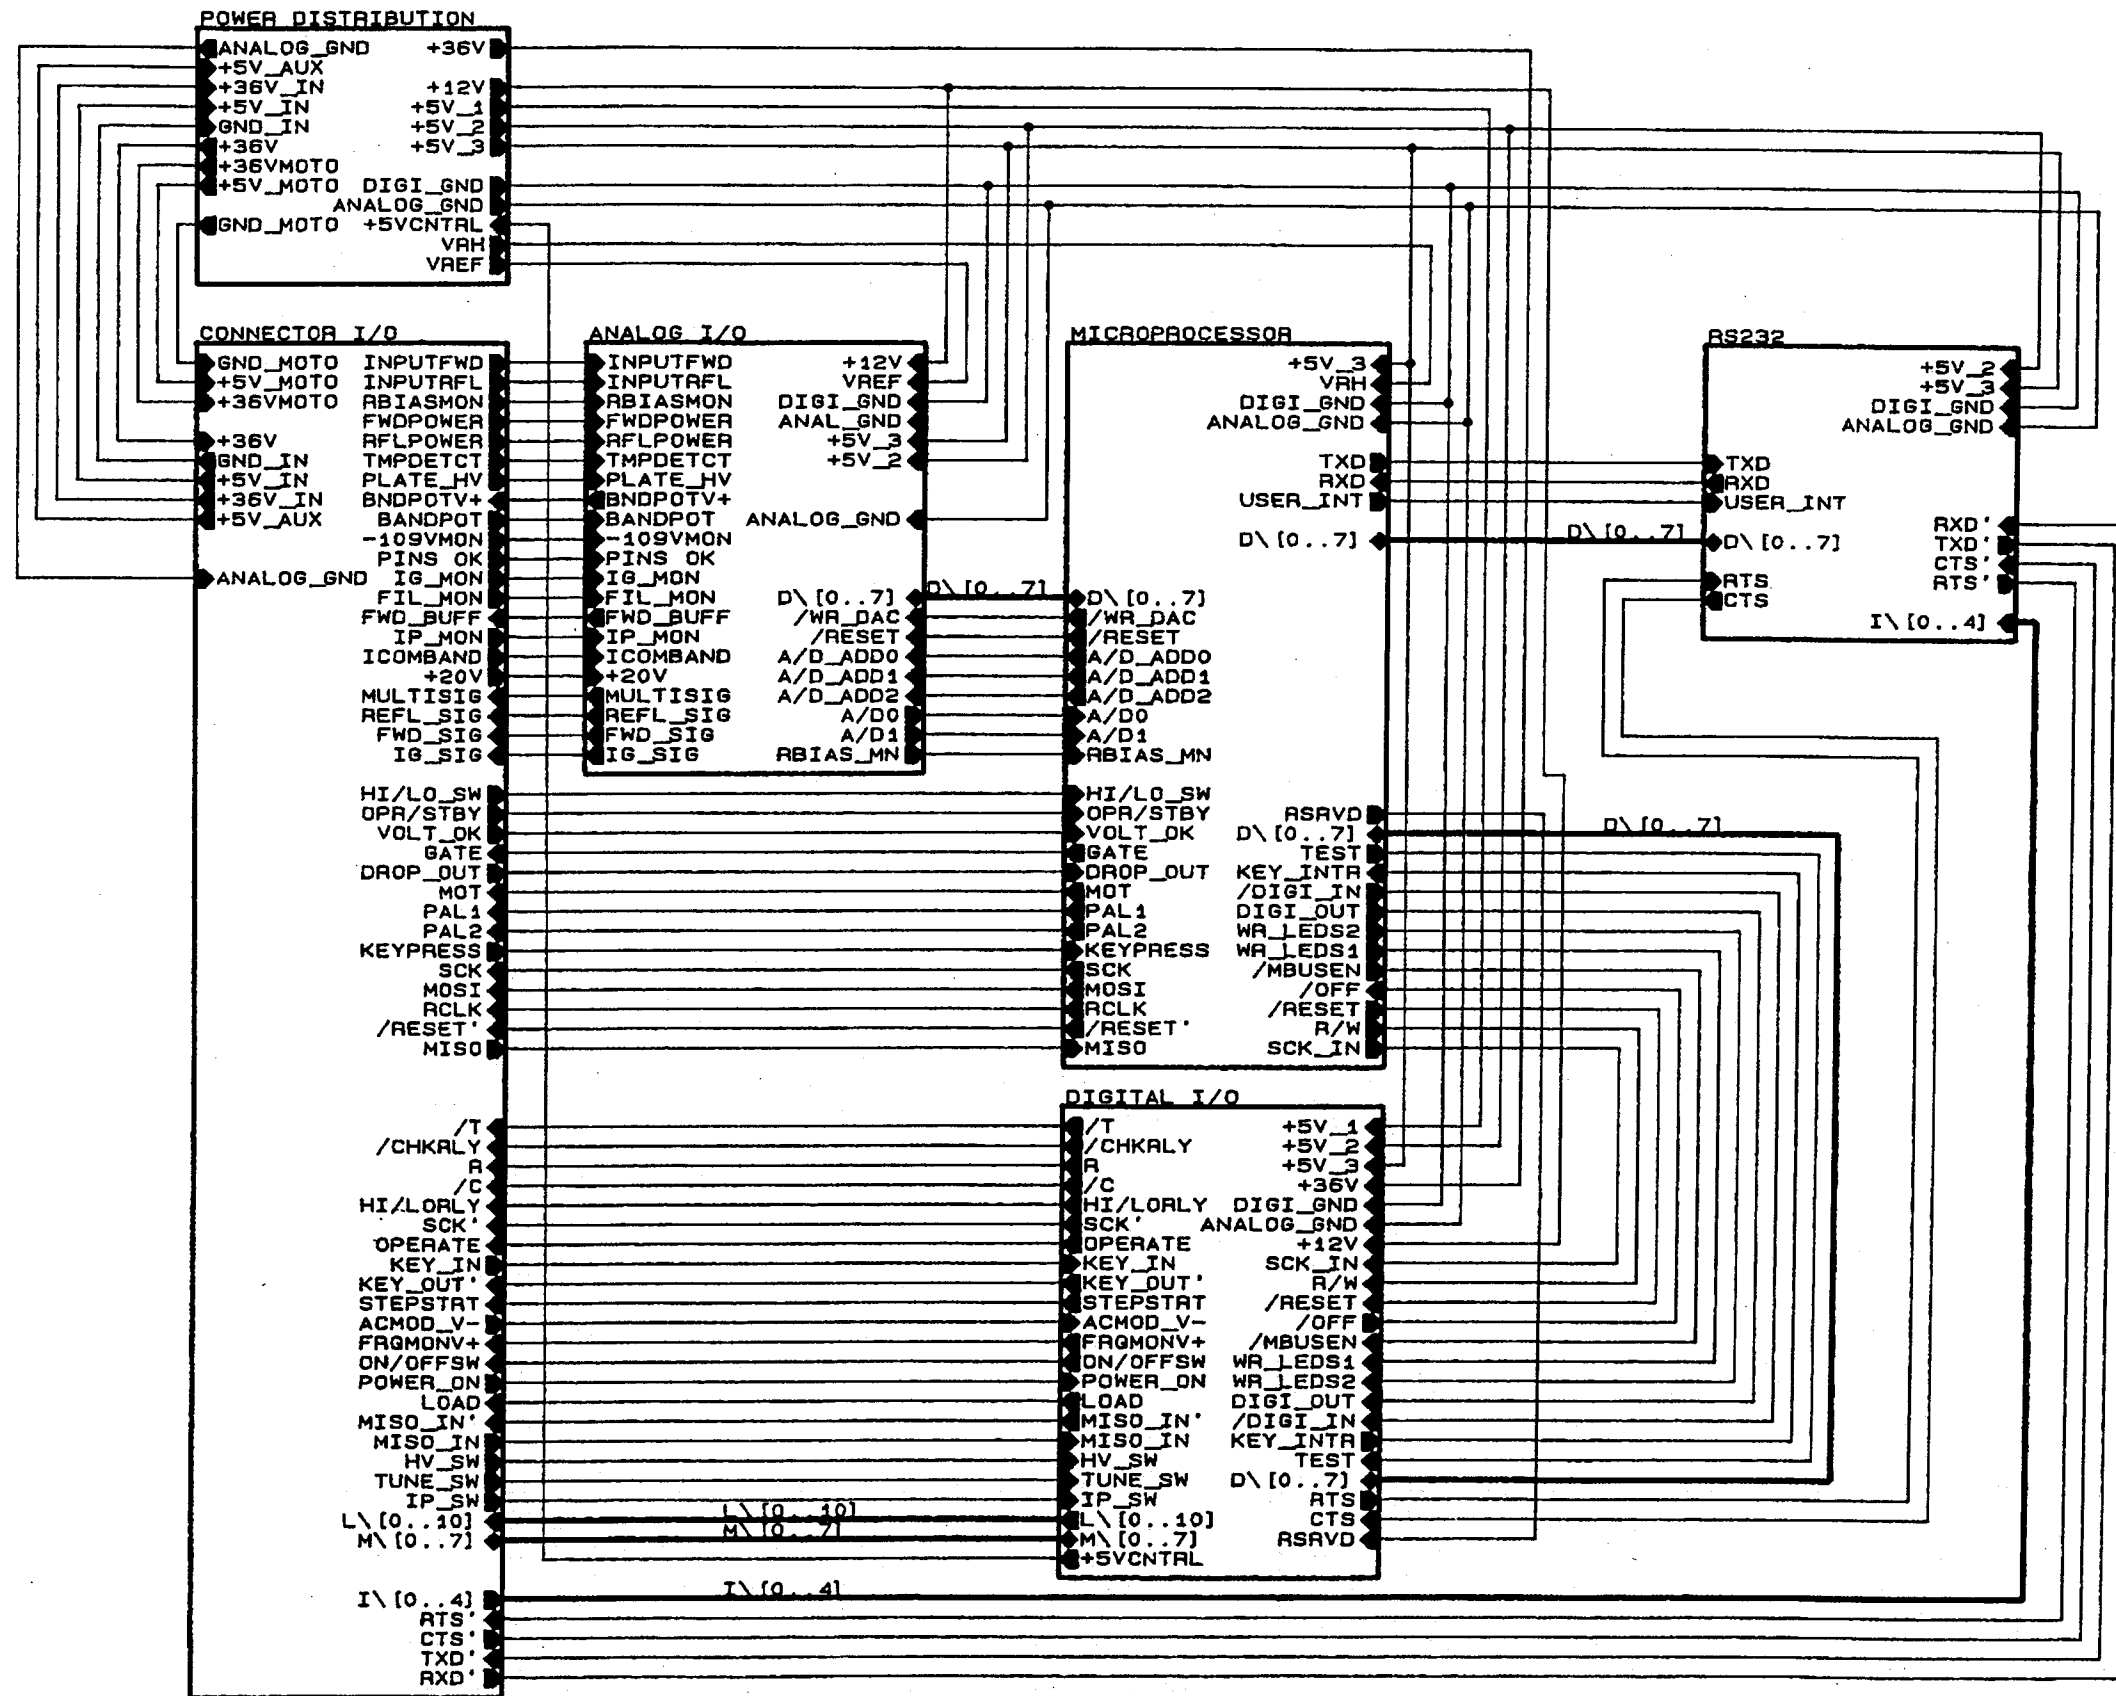 POWER DISTRIBUTION
ANALOG_GND +36V
+5V_AUX
+36V_IN +12V
+5V_IN +5V_1
GND_IN +5V_2
+36V +5V_3
+36VMOTO
+5V_MOTO DIGI_GND
ANALOG_GND
GND_MOTO +5VCNTRL
VRH
VREF
CONNECTOR I/O
GND_MOTO INPUTFWD
+5V_MOTO INPUTRFL
+36VMOTO RBIASMON
FWDPOWER
+36V RFLPOWER
GND_IN TMPDETCT
+5V_IN PLATE_HV
+36V_IN BNDPOTV+
+5V_AUX BANDPOT
-109VMON
PINS OK
ANALOG_GND IG_MON
FIL_MON
FWD_BUFF
IP_MON
ICOMBAND
+20V
MULTISIG
REFL_SIG
FWD_SIG
IG_SIG
HI/LO_SW
OPR/STBY
VOLT_OK
GATE
DROP_OUT
MOT
PAL1
PAL2
KEYPRESS
SCK
MOSI
RCLK
/RESET'
MISO
/T
/CHKRLY
R
/C
HI/LORLY
SCK'
OPERATE
KEY_IN
KEY_OUT'
STEPSTRT
ACMOD_V-
FRGMONV+
ON/OFFSW
POWER_ON
LOAD
MISO_IN'
MISO_IN
HV_SW
TUNE_SW
IP_SW
L\[0..10]
M\[0..7]
I\[0..4]
RTS'
CTS'
TXD'
RXD'
L\[0..10]
M\[0..7]
I\[0..4]
ANALOG I/O
INPUTFWD +12V
INPUTRFL VREF
RBIASMON DIGI_GND
FWDPOWER ANAL_GND
RFLPOWER +5V_3
TMPDETCT +5V_2
PLATE_HV
BNDPOTV+
BANDPOT ANALOG_GND
-109VMON
PINS OK
IG_MON
FIL_MON D\[0..7]
FWD_BUFF /WR_DAC
IP_MON /RESET
ICOMBAND A/D_ADD0
+20V A/D_ADD1
MULTISIG A/D_ADD2
REFL_SIG A/D0
FWD_SIG A/D1
IG_SIG RBIAS_MN
D\[0..7]
MICROPROCESSOR
+5V_3
VRH
DIGI_GND
ANALOG_GND
TXD
RXD
USER_INT
D\[0..7]
D\[0..7]
/WR_DAC
/RESET
A/D_ADD0
A/D_ADD1
A/D_ADD2
A/D0
A/D1
RBIAS_MN
HI/LO_SW
OPR/STBY RSRVD
VOLT_OK D\[0..7]
GATE TEST
DROP_OUT KEY_INTR
MOT /DIGI_IN
PAL1 DIGI_OUT
PAL2 WR_LEDS2
KEYPRESS WR_LEDS1
SCK /MBUSEN
MOSI /OFF
RCLK /RESET
/RESET' R/W
MISO SCK_IN
D\[0..7]
D\[0..7]
RS232
+5V_2
+5V_3
DIGI_GND
ANALOG_GND
TXD
RXD
USER_INT
RXD'
D\[0..7] TXD'
CTS'
RTS RTS'
CTS
I\[0..4]
DIGITAL I/O
/T +5V_1
/CHKRLY +5V_2
R +5V_3
/C +36V
HI/LORLY DIGI_GND
SCK' ANALOG_GND
OPERATE +12V
KEY_IN SCK_IN
KEY_OUT' R/W
STEPSTRT /RESET
ACMOD_V- /OFF
FRGMONV+ /MBUSEN
ON/OFFSW WR_LEDS1
POWER_ON WR_LEDS2
LOAD DIGI_OUT
MISO_IN' /DIGI_IN
MISO_IN KEY_INTR
HV_SW TEST
TUNE_SW D\[0..7]
IP_SW RTS
L\[0..10] CTS
M\[0..7] RSRVD
+5VCNTRL